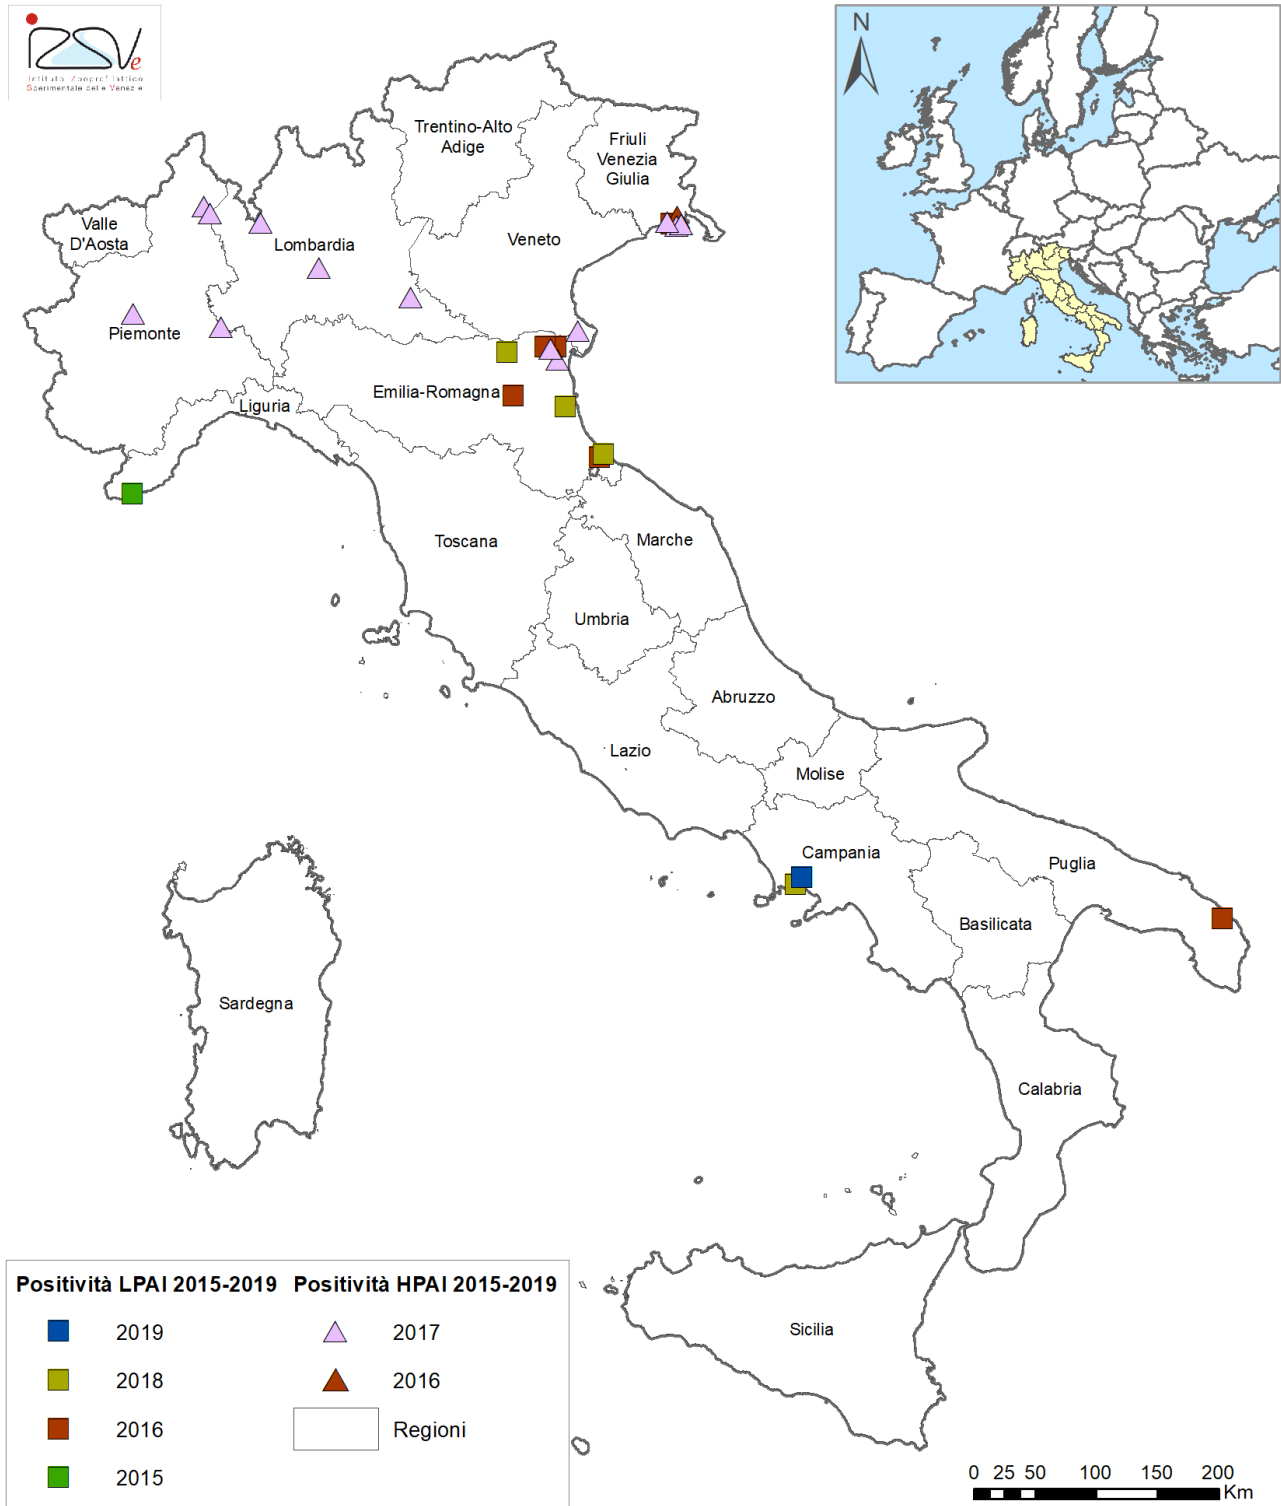 IZSVe
Istituto Zooprofilattico
Sperimentale delle Venezie
N
Trentino-Alto
Adige
Friuli
Venezia
Giulia
Valle
D'Aosta
Lombardia
Veneto
Piemonte
Emilia-Romagna
Liguria
Toscana
Marche
Umbria
Abruzzo
Lazio
Molise
Campania
Puglia
Basilicata
Sardegna
Calabria
Sicilia
Positività LPAI 2015-2019
2019
2018
2016
2015
Positività HPAI 2015-2019
2017
2016
Regioni
0 25 50 100 150 200
Km